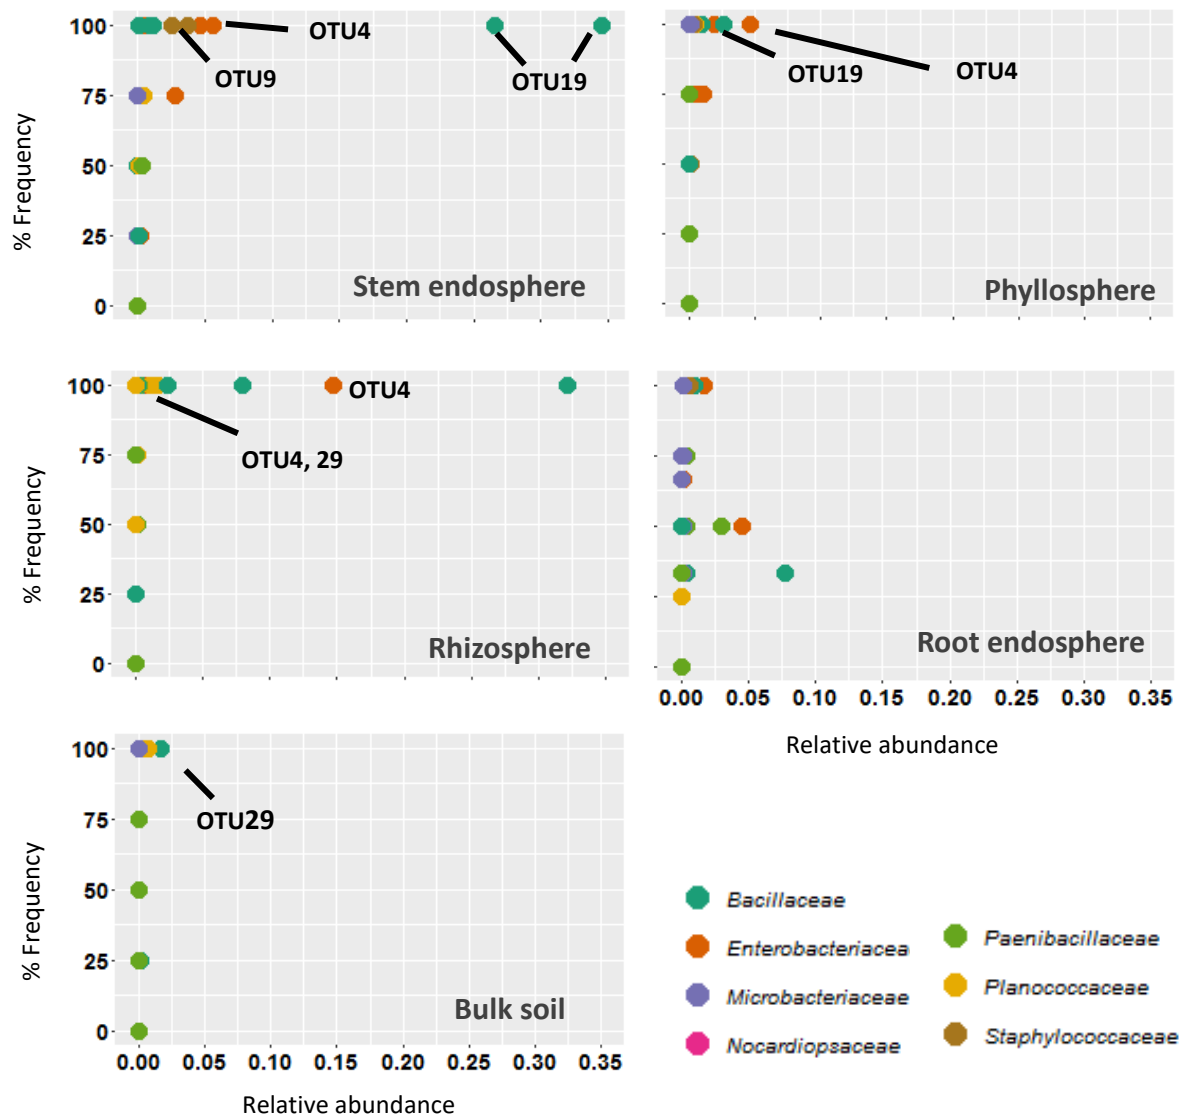 100
75
50
25
0
% Frequency
OTU4
OTU9
OTU19
Stem endosphere
OTU19
OTU4
Phyllosphere
100
75
50
25
0
% Frequency
OTU4
OTU4, 29
Rhizosphere
Root endosphere
0.00 0.05 0.10 0.15 0.20 0.25 0.30 0.35
Relative abundance
100
75
50
25
0
% Frequency
OTU29
Bulk soil
0.00 0.05 0.10 0.15 0.20 0.25 0.30 0.35
Relative abundance
Bacillaceae
Enterobacteriacea
Microbacteriaceae
Nocardiopsaceae
Paenibacillaceae
Planococcaceae
Staphylococcaceae